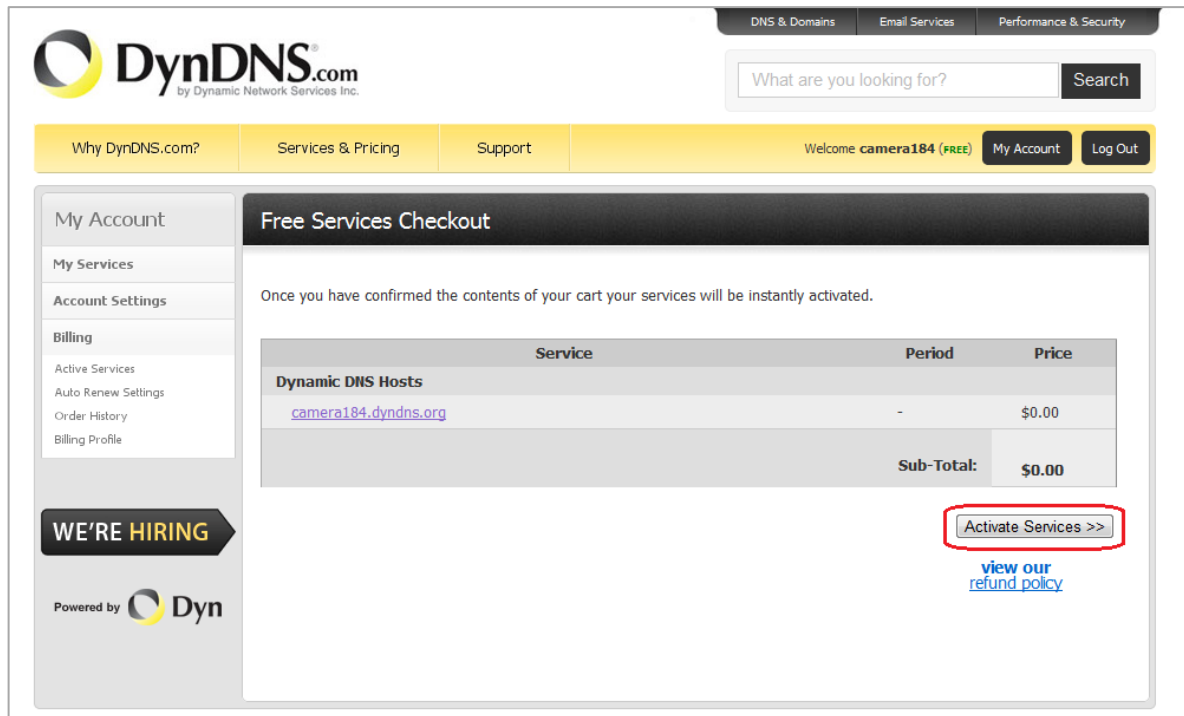 DNS & Domains Email Services Performance & Security
DynDNS.com
by Dynamic Network Services Inc.
What are you looking for? Search
Why DynDNS.com? Services & Pricing Support Welcome camera184 (FREE) My Account Log Out
My Account
My Services
Account Settings
Billing
Active Services
Auto Renew Settings
Order History
Billing Profile
WE'RE HIRING
Powered by Dyn
Free Services Checkout
Once you have confirmed the contents of your cart your services will be instantly activated.
Service Period Price
Dynamic DNS Hosts
camera184.dyndns.org - $0.00
Sub-Total: $0.00
Activate Services >>
view our
refund policy